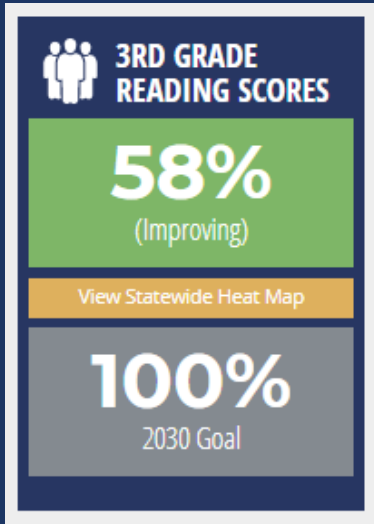 3RD GRADE
READING SCORES
58%
(Improving)
View Statewide Heat Map
100%
2030 Goal